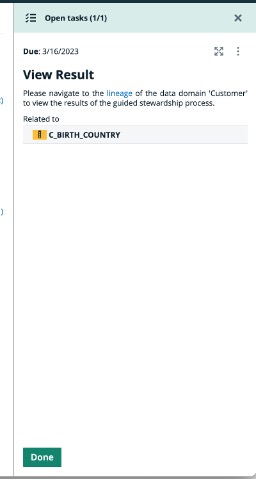 Open tasks (1/1)
Due: 3/16/2023
View Result
Please navigate to the lineage of the data domain 'Customer'
to view the results of the guided stewardship process.
Related to
C_BIRTH_COUNTRY
Done